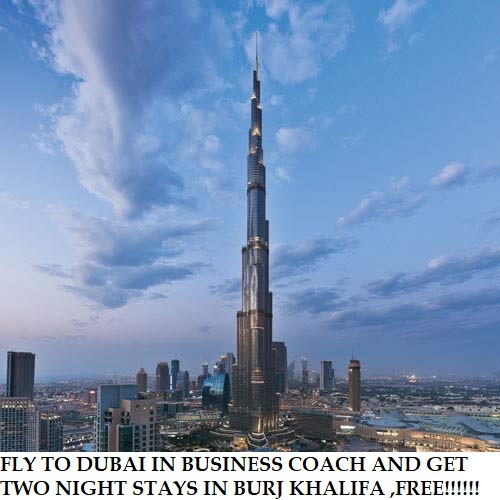 FLY TO DUBAI IN BUSINESS COACH AND GET
TWO NIGHT STAYS IN BURJ KHALIFA ,FREE!!!!!!